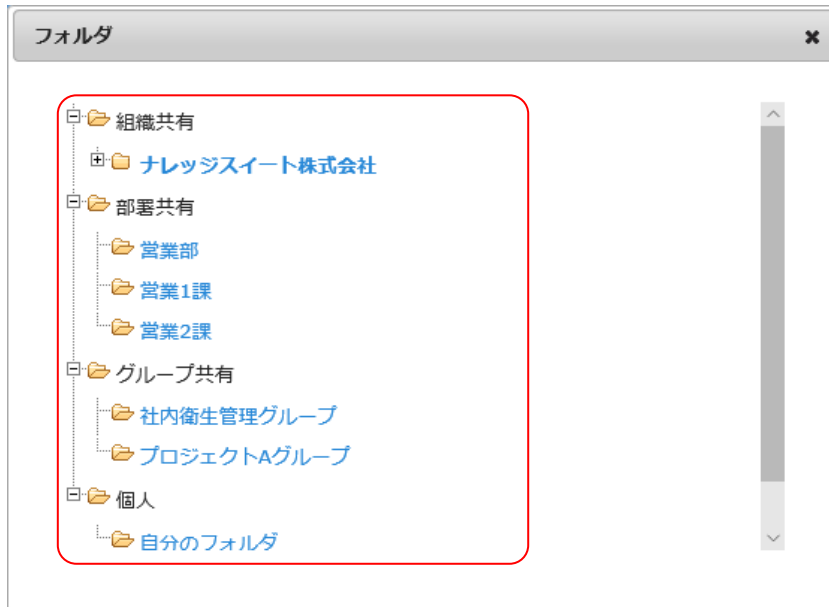 フォルダ
組織共有
ナレッジスイート株式会社
部署共有
営業部
営業1課
営業2課
グループ共有
社内衛生管理グループ
プロジェクトAグループ
個人
自分のフォルダ